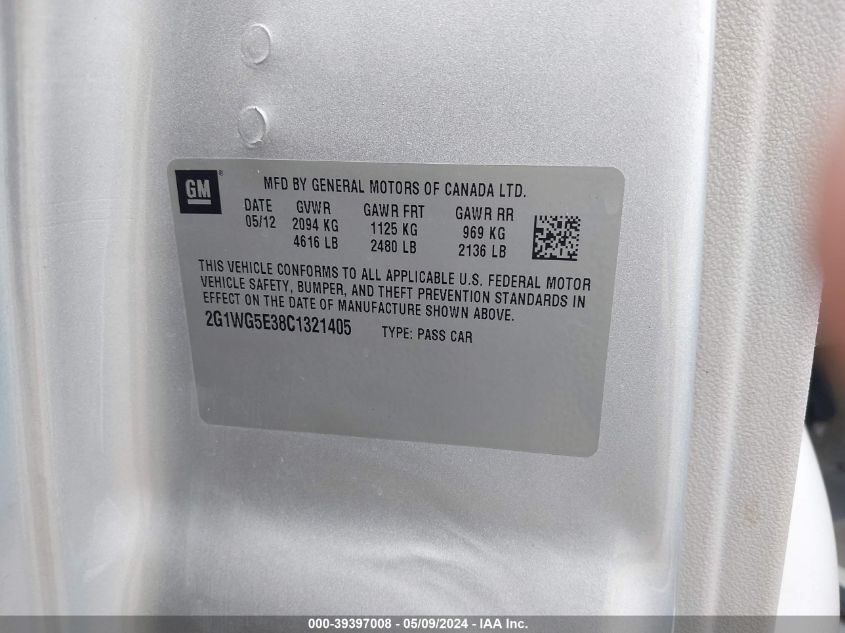 GM ®
MFD BY GENERAL MOTORS OF CANADA LTD.
DATE GVWR GAWR FRT GAWR RR
05/12 2094 KG 1125 KG 969 KG
4616 LB 2480 LB 2136 LB
THIS VEHICLE CONFORMS TO ALL APPLICABLE U.S. FEDERAL MOTOR
VEHICLE SAFETY, BUMPER, AND THEFT PREVENTION STANDARDS IN
EFFECT ON THE DATE OF MANUFACTURE SHOWN ABOVE.
2G1WG5E38C1321405 TYPE: PASS CAR
000-39397008 - 05/09/2024 - IAA Inc.